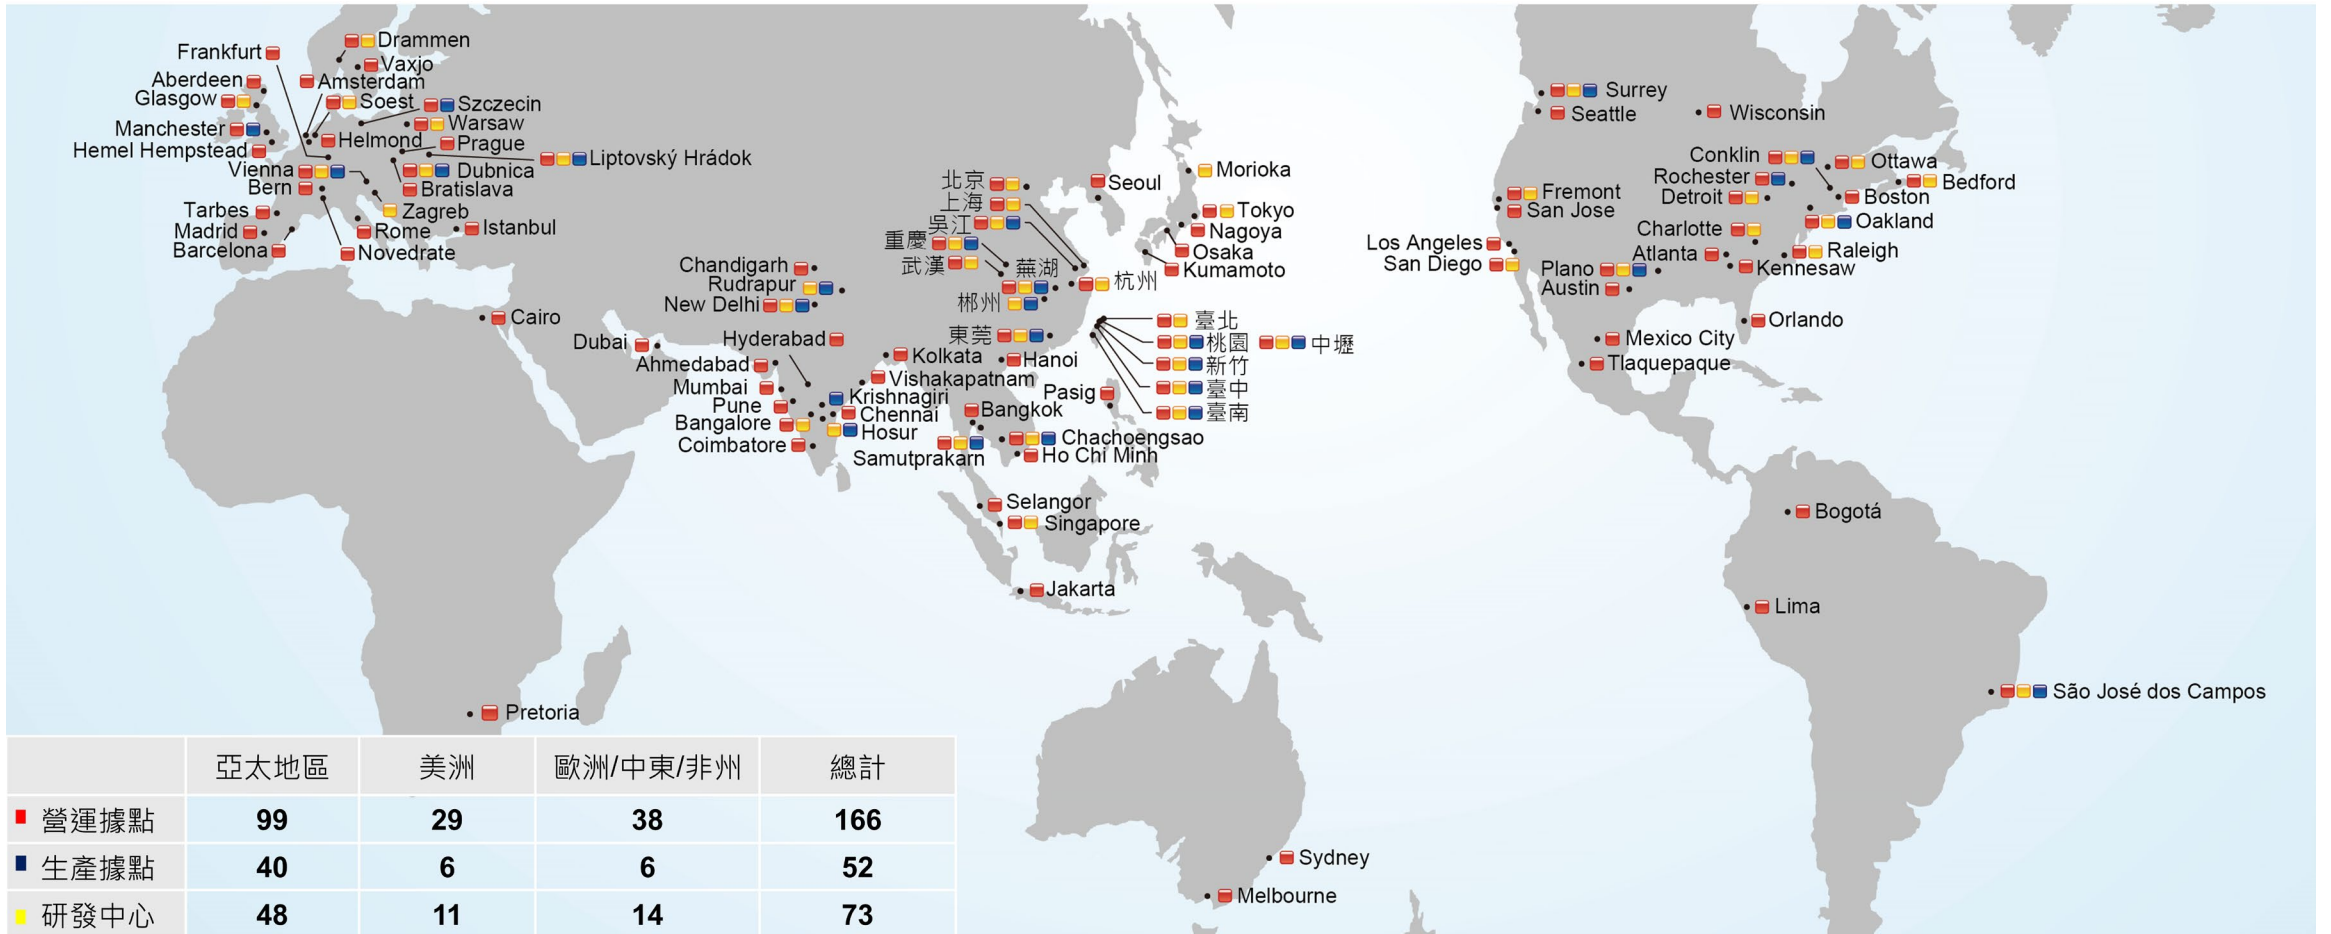 Frankfurt
Drammen
Vaxjo
Aberdeen
Amsterdam
Glasgow
Soest
Szczecin
Manchester
Warsaw
Hemel Hempstead
Helmond
Prague
Liptovský Hrádok
Vienna
Dubnica
Bern
Bratislava
Tarbes
Zagreb
Madrid
Rome
Istanbul
Barcelona
Novedrate
Cairo
Dubai
Pretoria
Chandigarh
Rudrapur
New Delhi
Hyderabad
Ahmedabad
Mumbai
Pune
Bangalore
Coimbatore
Kolkata
Vishakapatnam
Krishnagiri
Chennai
Hosur
北京
上海
吳江
重慶
武漢
蕪湖
杭州
郴州
東莞
Seoul
Morioka
Tokyo
Nagoya
Osaka
Kumamoto
臺北
桃園
中壢
新竹
臺中
臺南
Hanoi
Pasig
Bangkok
Chachoengsao
Samutprakarn
Ho Chi Minh
Selangor
Singapore
Jakarta
Sydney
Melbourne
Surrey
Seattle
Wisconsin
Conklin
Ottawa
Rochester
Bedford
Detroit
Boston
Fremont
San Jose
Oakland
Charlotte
Los Angeles
Atlanta
Raleigh
San Diego
Plano
Kennesaw
Austin
Orlando
Mexico City
Tlaquepaque
Bogotá
Lima
São José dos Campos
亞太地區 美洲 歐洲/中東/非州 總計
營運據點 99 29 38 166
生產據點 40 6 6 52
研發中心 48 11 14 73